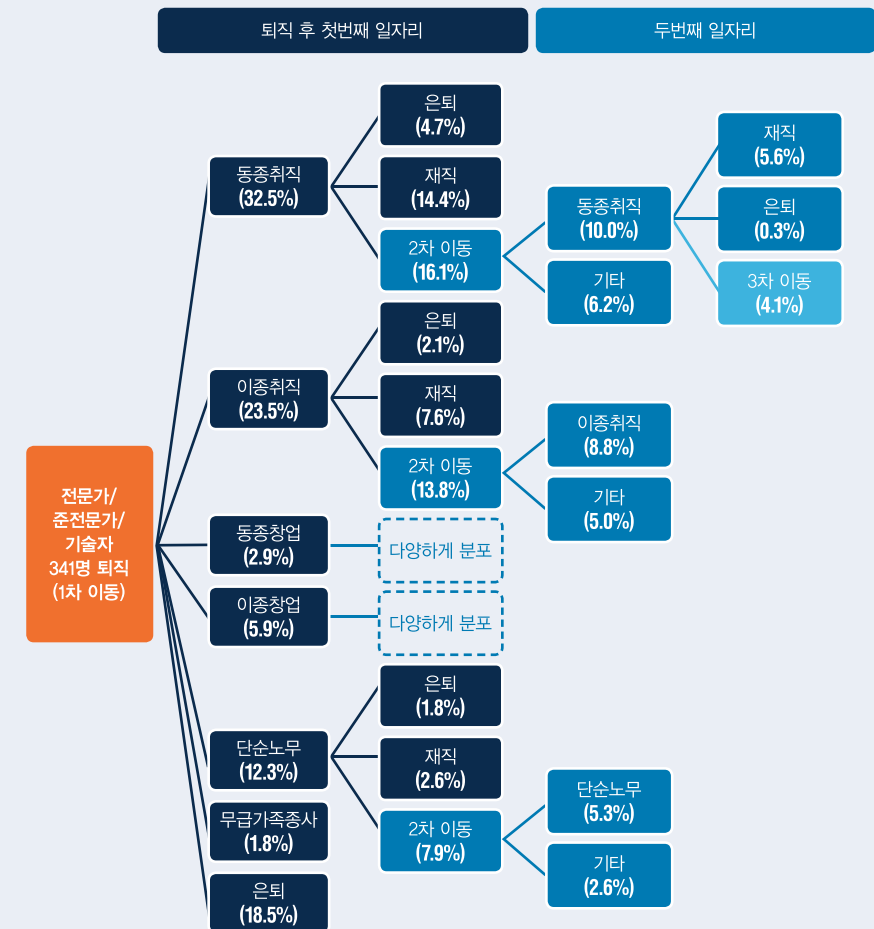 퇴직 후 첫번째 일자리
두번째 일자리
전문가/
준전문가/
기술자
341명 퇴직
(1차 이동)
동종취직
(32.5%)
은퇴
(4.7%)
재직
(14.4%)
2차 이동
(16.1%)
동종취직
(10.0%)
기타
(6.2%)
재직
(5.6%)
은퇴
(0.3%)
3차 이동
(4.1%)
이종취직
(23.5%)
은퇴
(2.1%)
재직
(7.6%)
2차 이동
(13.8%)
이종취직
(8.8%)
기타
(5.0%)
동종창업
(2.9%)
다양하게 분포
이종창업
(5.9%)
다양하게 분포
단순노무
(12.3%)
은퇴
(1.8%)
재직
(2.6%)
2차 이동
(7.9%)
단순노무
(5.3%)
기타
(2.6%)
무급가족종사
(1.8%)
은퇴
(18.5%)